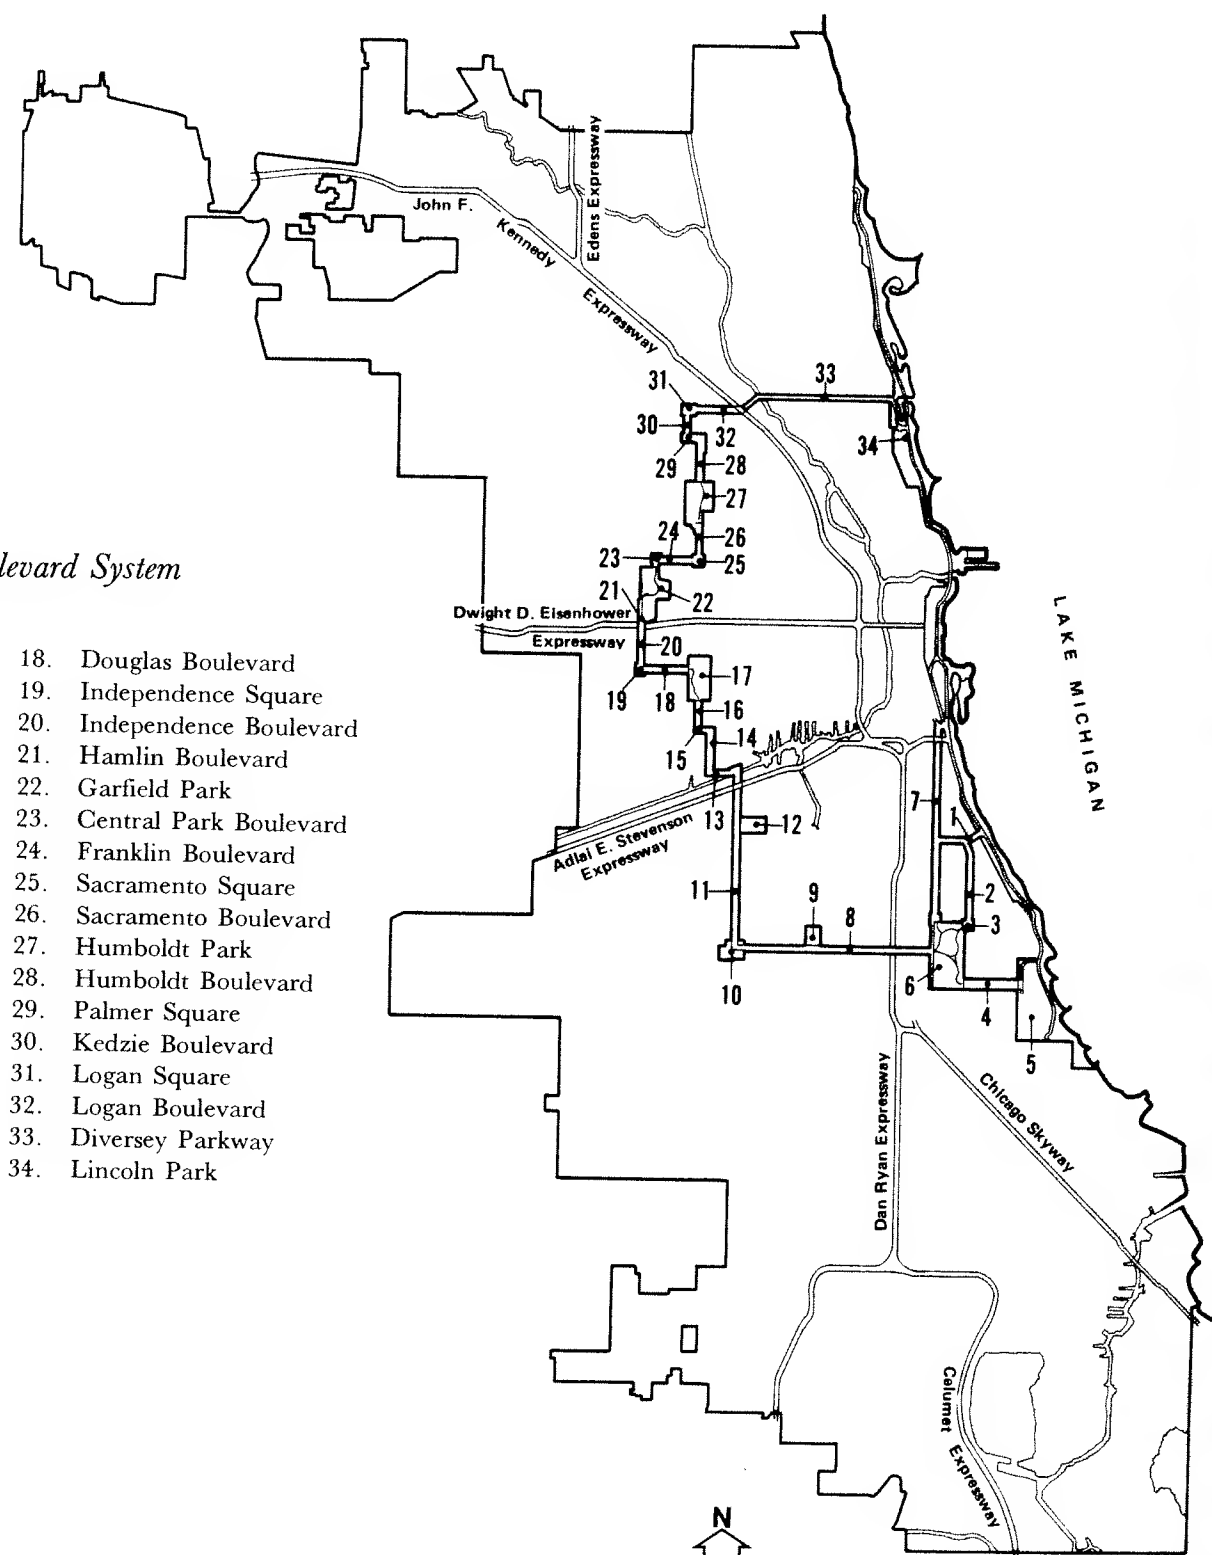 levard System
18. Douglas Boulevard
19. Independence Square
20. Independence Boulevard
21. Hamlin Boulevard
22. Garfield Park
23. Central Park Boulevard
24. Franklin Boulevard
25. Sacramento Square
26. Sacramento Boulevard
27. Humboldt Park
28. Humboldt Boulevard
29. Palmer Square
30. Kedzie Boulevard
31. Logan Square
32. Logan Boulevard
33. Diversey Parkway
34. Lincoln Park
John F.
Kennedy
Expressway
Edens Expressway
33
31
30
32
34
29
28
27
26
24
23
25
22
21
Dwight D. Eisenhower
Expressway
20
19
18
17
16
15
14
13
12
Adlai E. Stevenson
Expressway
11
10
9
8
7
1
2
3
6
4
5
LAKE MICHIGAN
Dan Ryan Expressway
Chicago Skyway
Calumet Expressway
N